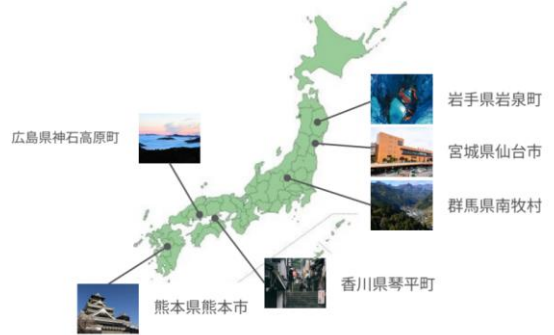 岩手県岩泉町
宮城県仙台市
広島県神石高原町
群馬県南牧村
香川県琴平町
熊本県熊本市